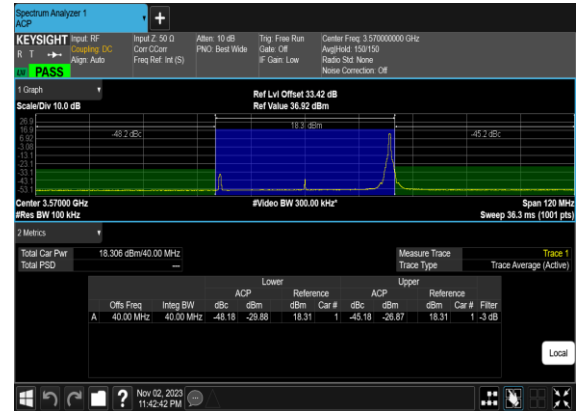 Spectrum Analyzer 1
ACP
KEYSIGHT Input: RF Input Z: 50 Ω Atten: 10 dB Trig: Free Run Center Freq: 3.570000000 GHz
R T Coupling: DC Corr CCorr PNO: Best Wide Gate: Off Avg|Hold: 150/150
Align: Auto Freq Ref: Int (S) IF Gain: Low Radio Std: None
PASS Noise Correction: Off
1 Graph Ref Lvl Offset 33.42 dB
Scale/Div 10.0 dB Ref Value 36.92 dBm
26.9
16.9 -48.2 dBc 18.3 dBm -45.2 dBc
6.92
-3.08
-13.1
-23.1
-33.1
-43.1
-53.1
Center 3.57000 GHz #Video BW 300.00 kHz* Span 120 MHz
#Res BW 100 kHz Sweep 36.3 ms (1001 pts)
2 Metrics
Total Car Pwr 18.306 dBm/40.00 MHz Measure Trace Trace 1
Total PSD --- Trace Type Trace Average (Active)
Lower Upper
ACP Reference ACP Reference
Offs Freq Integ BW dBc dBm dBm Car # dBc dBm dBm Car # Filter
A 40.00 MHz 40.00 MHz -48.18 -29.88 18.31 1 -45.18 -26.87 18.31 1 -3 dB
Local
Nov 02, 2023
11:42:42 PM